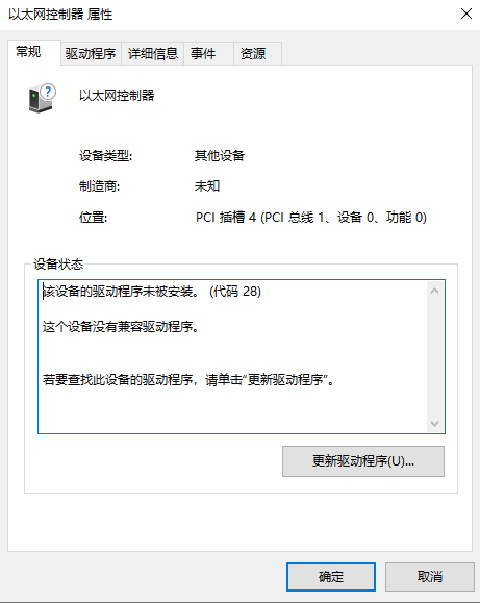 以太网控制器 属性
常规 驱动程序 详细信息 事件 资源
以太网控制器
设备类型: 其他设备
制造商: 未知
位置: PCI 插槽 4 (PCI 总线 1、设备 0、功能 0)
设备状态
该设备的驱动程序未被安装。 (代码 28)
这个设备没有兼容驱动程序。
若要查找此设备的驱动程序，请单击“更新驱动程序”。
更新驱动程序(U)...
确定 取消